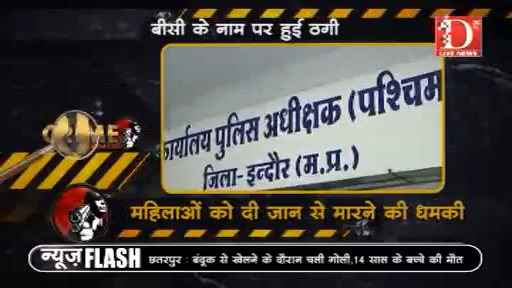 बीसी के नाम पर हुई ठगी
D
LIVE NEWS
कार्यालय पुलिस अधीक्षक (पश्चिम
जिला- इन्दौर (म.प्र.)
महिलाओं को दी जान से मारने की धमकी
न्यूज़ FLASH
छतरपुर : बंदूक से खेलने के दौरान चली गोली,14 साल के बच्चे की मौत